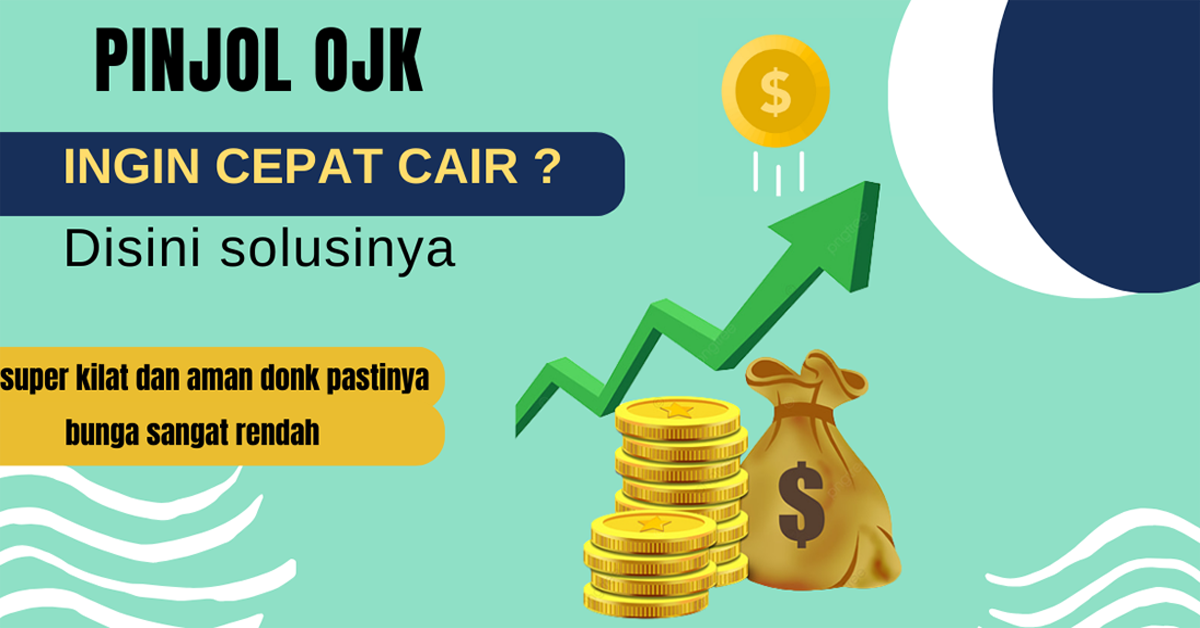 PINJOL OJK
INGIN CEPAT CAIR ?
Disini solusinya
super kilat dan aman donk pastinya
bunga sangat rendah
$
$